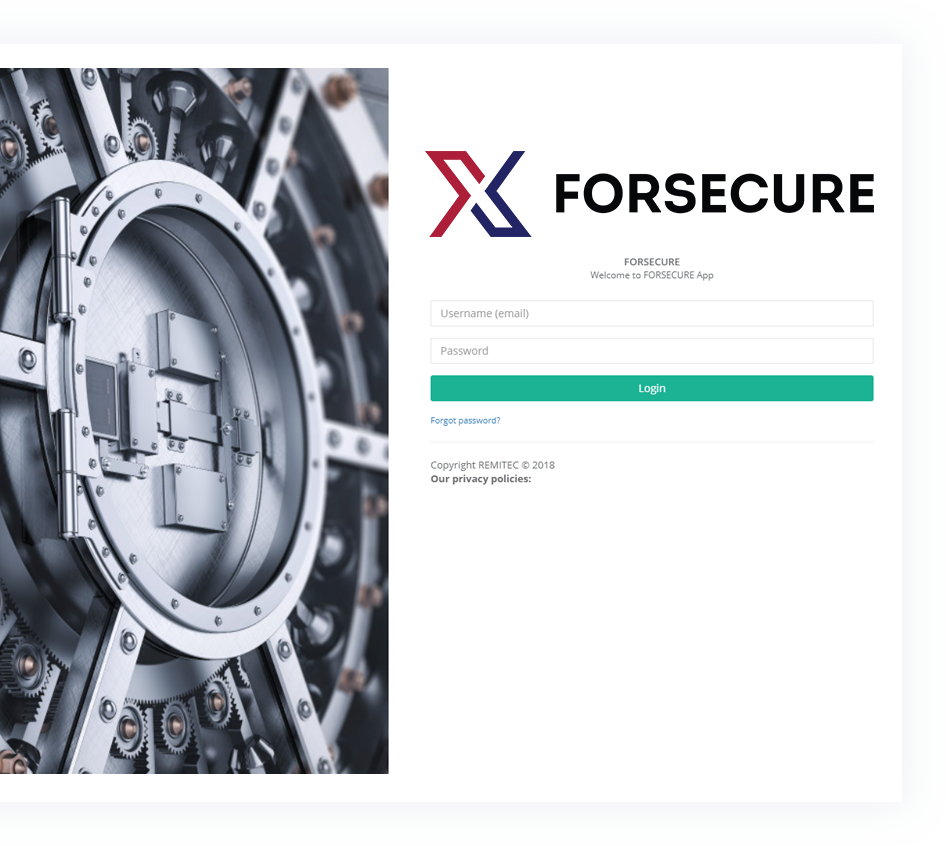 FORSECURE
FORSECURE
Welcome to FORSECURE App
Username (email)
Password
Login
Forgot password?
Copyright REMITEC © 2018
Our privacy policies: